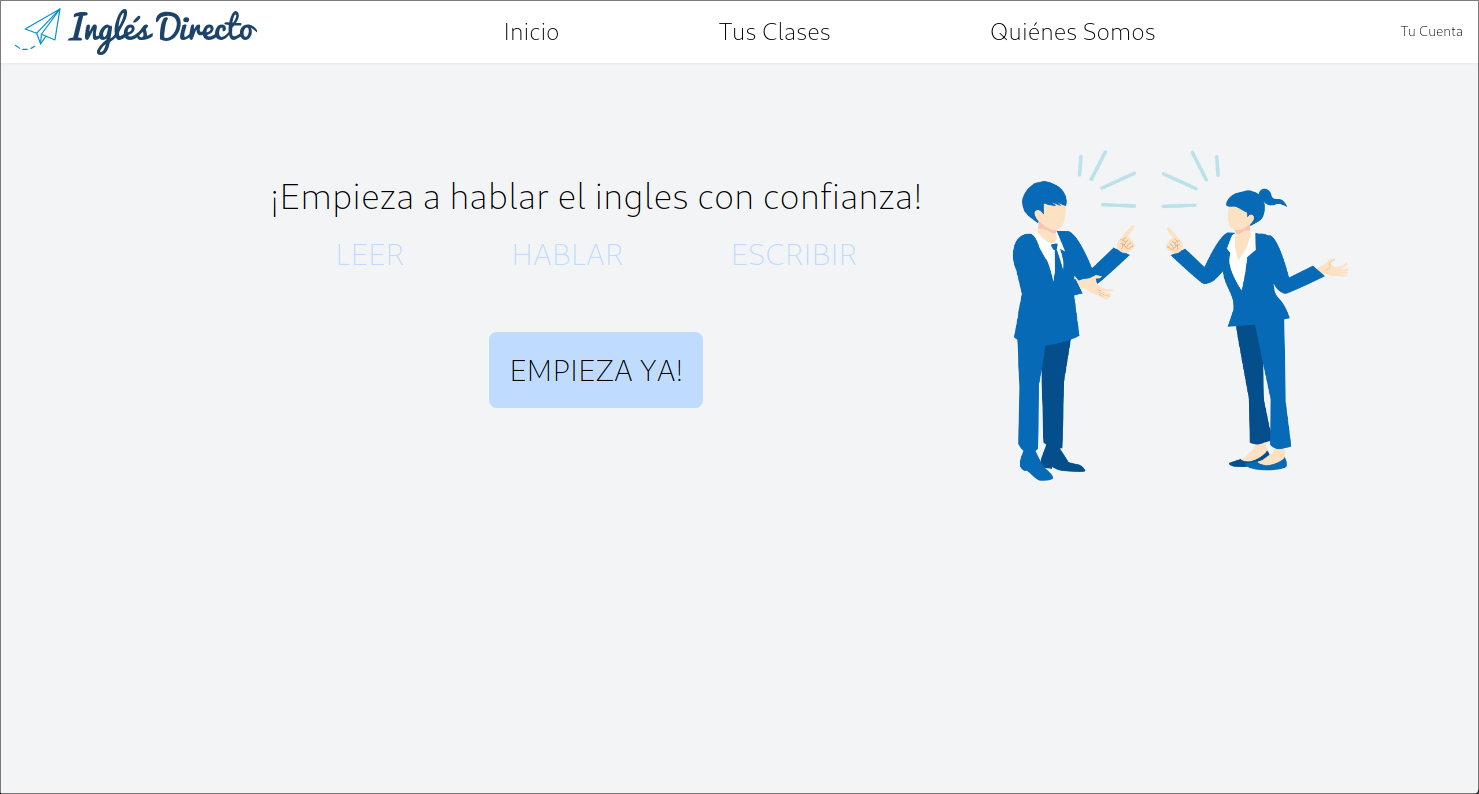 Inglés Directo
Inicio
Tus Clases
Quiénes Somos
Tu Cuenta
¡Empieza a hablar el ingles con confianza!
LEER
HABLAR
ESCRIBIR
EMPIEZA YA!